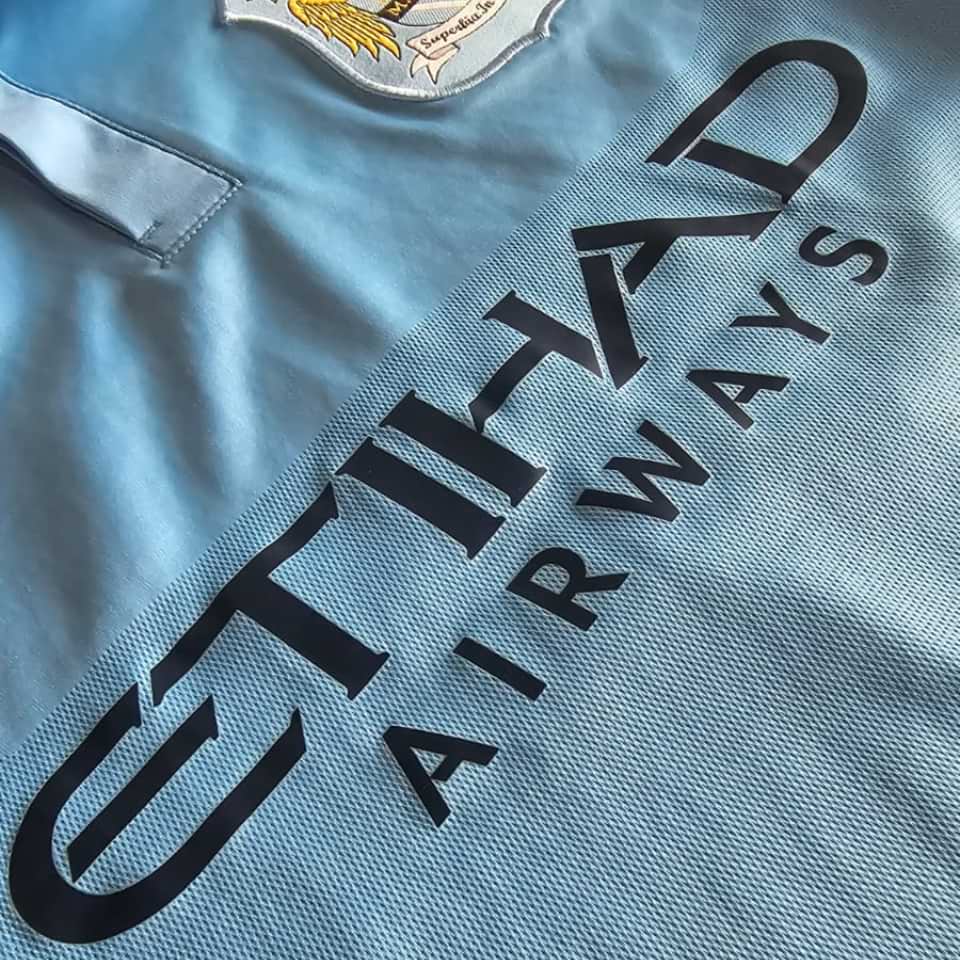 M.
Superbia In
ETIHAD
AIRWAYS